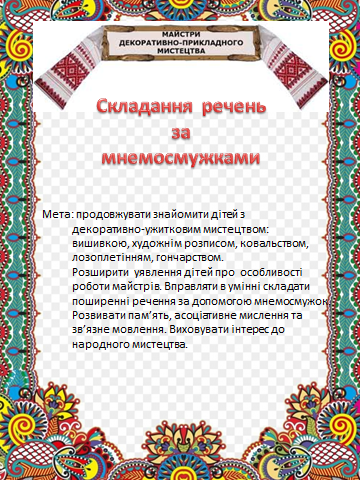 МАЙСТРИ
ДЕКОРАТИВНО-ПРИКЛАДНОГО
МИСТЕЦТВА
Складання речень
за
мнемосмужками
Мета: продовжувати знайомити дітей з
декоративно-ужитковим мистецтвом:
вишивкою, художнім розписом, ковальством,
лозоплетінням, гончарством.
Розширити уявлення дітей про особливості
роботи майстрів. Вправляти в умінні складати
поширенні речення за допомогою мнемосмужок
Розвивати пам’ять, асоціативне мислення та
зв’язне мовлення. Виховувати інтерес до
народного мистецтва.